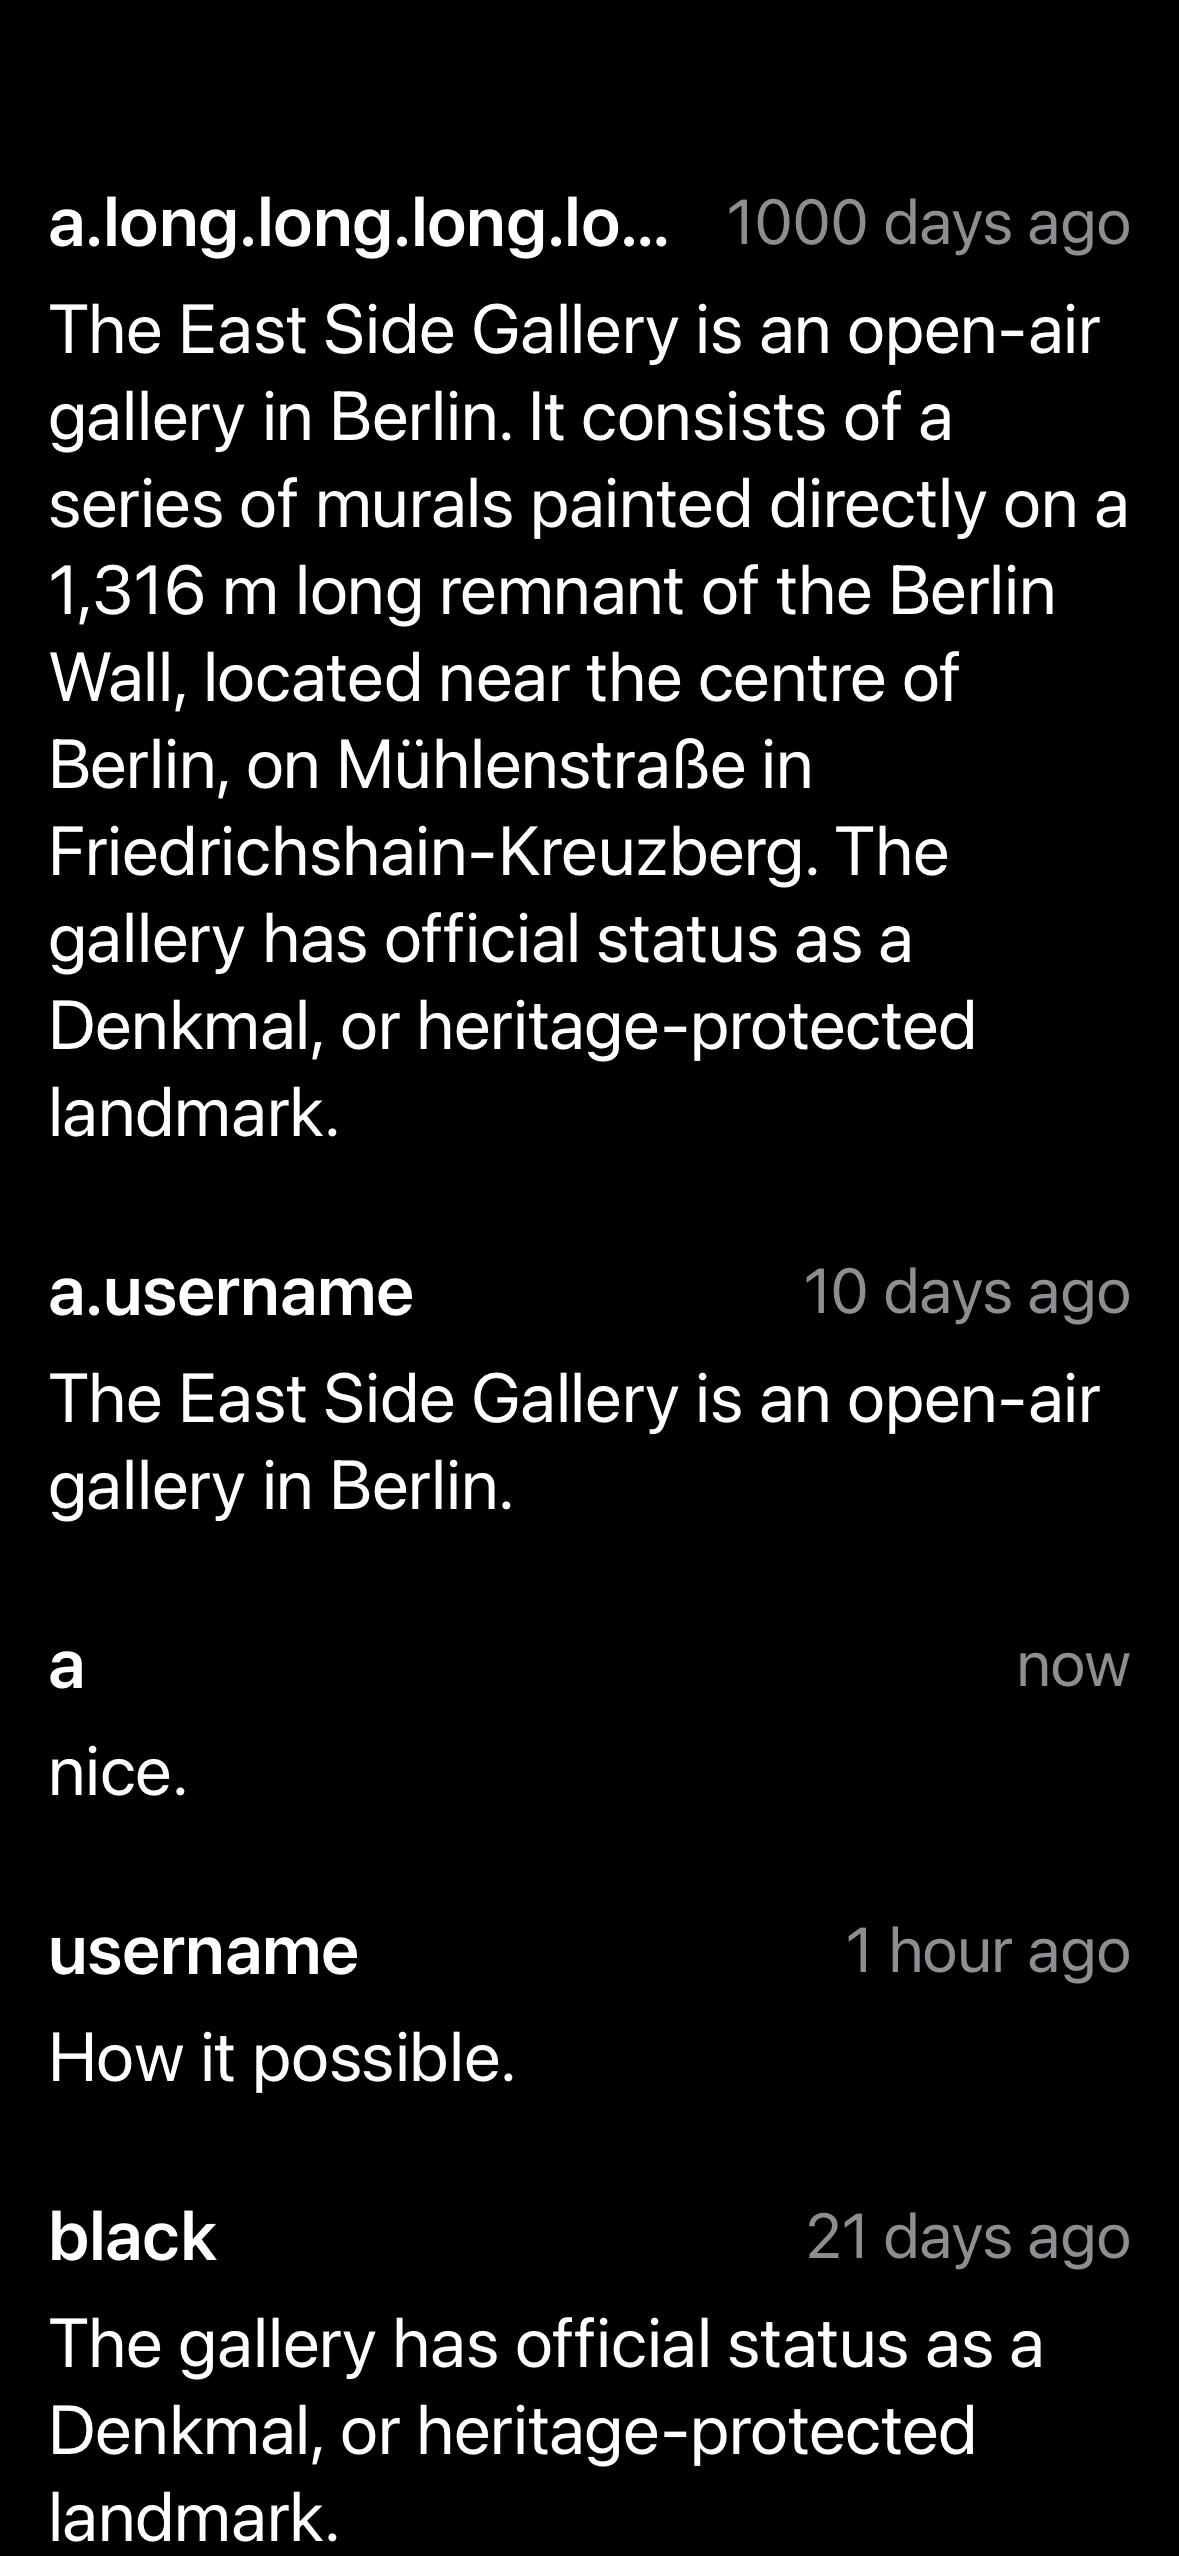 a.long.long.long.lo... 1000 days ago
The East Side Gallery is an open-air
gallery in Berlin. It consists of a
series of murals painted directly on a
1,316 m long remnant of the Berlin
Wall, located near the centre of
Berlin, on Mühlenstraße in
Friedrichshain-Kreuzberg. The
gallery has official status as a
Denkmal, or heritage-protected
landmark.
a.username 10 days ago
The East Side Gallery is an open-air
gallery in Berlin.
a now
nice.
username 1 hour ago
How it possible.
black 21 days ago
The gallery has official status as a
Denkmal, or heritage-protected
landmark.